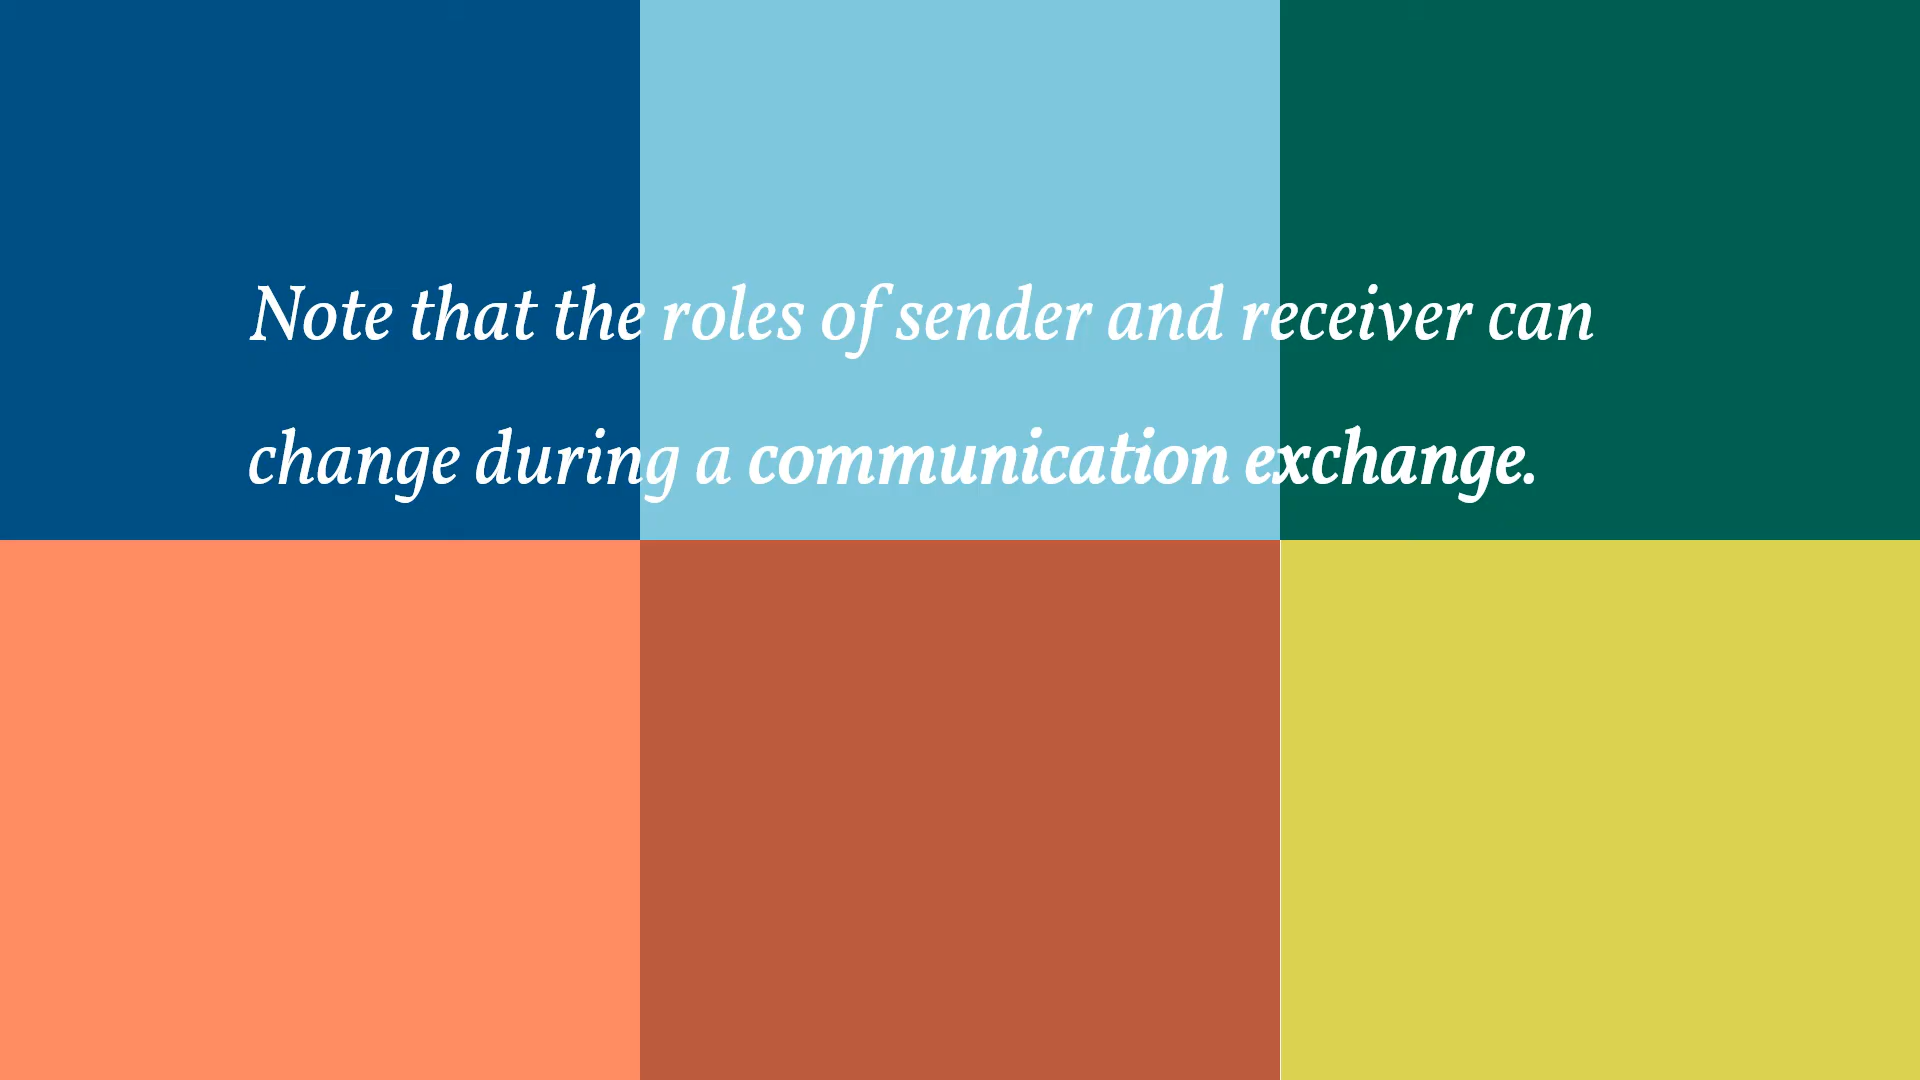 Note that the roles of sender and receiver can
change during a communication exchange.